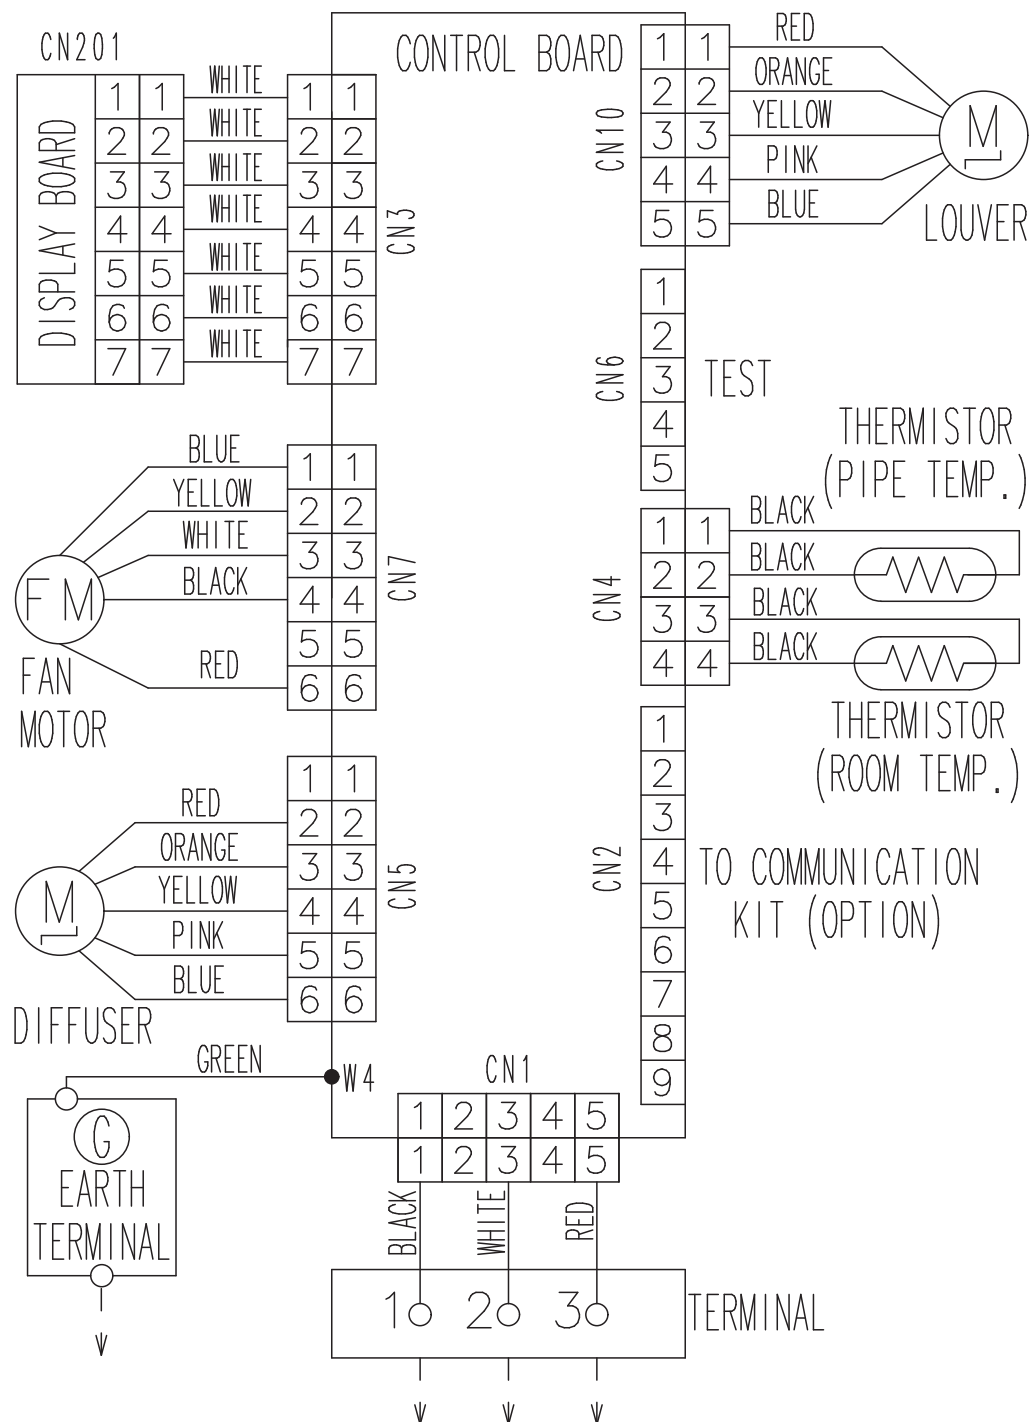 CN201
CONTROL BOARD
DISPLAY BOARD
1 1 WHITE 1 1
2 2 WHITE 2 2
3 3 WHITE 3 3
4 4 WHITE 4 4
5 5 WHITE 5 5
6 6 WHITE 6 6
7 7 WHITE 7 7
CN3
CN10
1 1 RED
2 2 ORANGE
3 3 YELLOW
4 4 PINK
5 5 BLUE
M
LOUVER
CN6
1
2
3
4
5
TEST
BLUE 1 1
YELLOW 2 2
WHITE 3 3
BLACK 4 4
5 5
RED 6 6
CN7
FM
FAN
MOTOR
THERMISTOR
(PIPE TEMP.)
CN4
1 1 BLACK
2 2 BLACK
3 3 BLACK
4 4 BLACK
THERMISTOR
(ROOM TEMP.)
1 1
RED 2 2
ORANGE 3 3
YELLOW 4 4
PINK 5 5
BLUE 6 6
CN5
M
DIFFUSER
CN2
1
2
3
4
5
6
7
8
9
TO COMMUNICATION
KIT (OPTION)
GREEN
W4
G
EARTH
TERMINAL
CN1
1 2 3 4 5
1 2 3 4 5
BLACK WHITE RED
1 2 3
TERMINAL